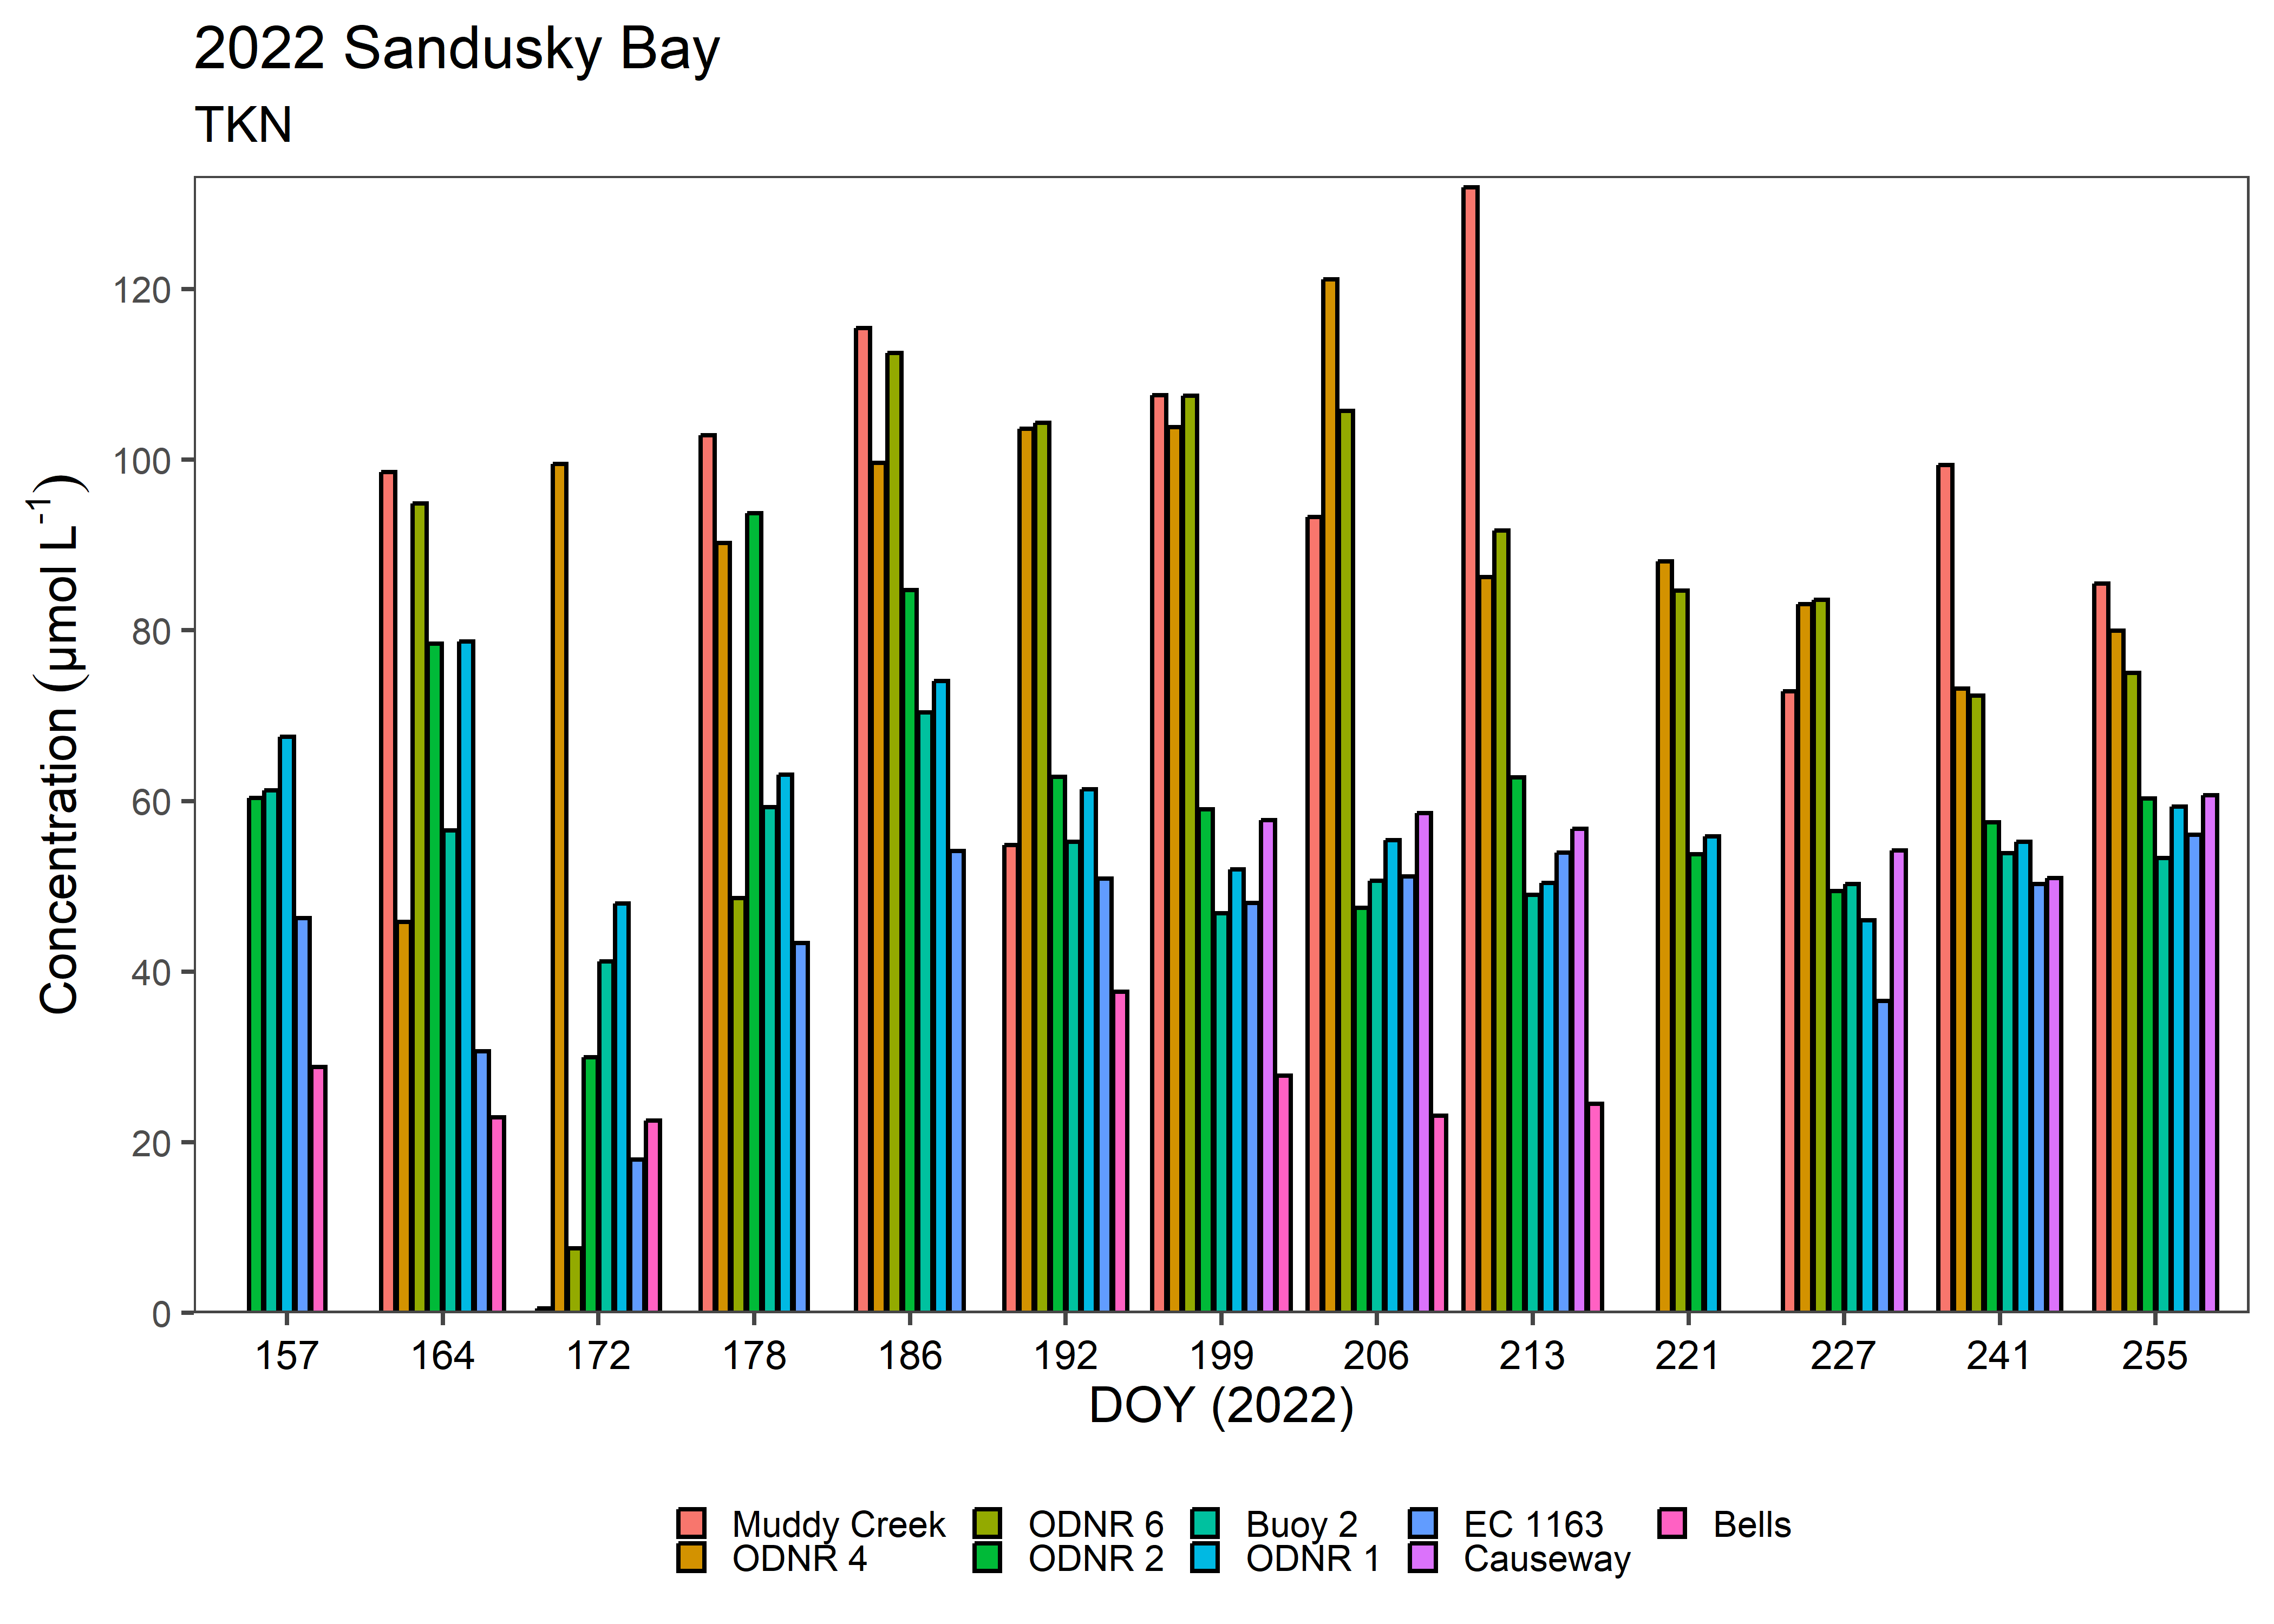 2022 Sandusky Bay
TKN
Concentration (µmol L-1)
120
100
80
60
40
20
0
157 164 172 178 186 192 199 206 213 221 227 241 255
DOY (2022)
Muddy Creek ODNR 6 Buoy 2 EC 1163 Bells
ODNR 4 ODNR 2 ODNR 1 Causeway